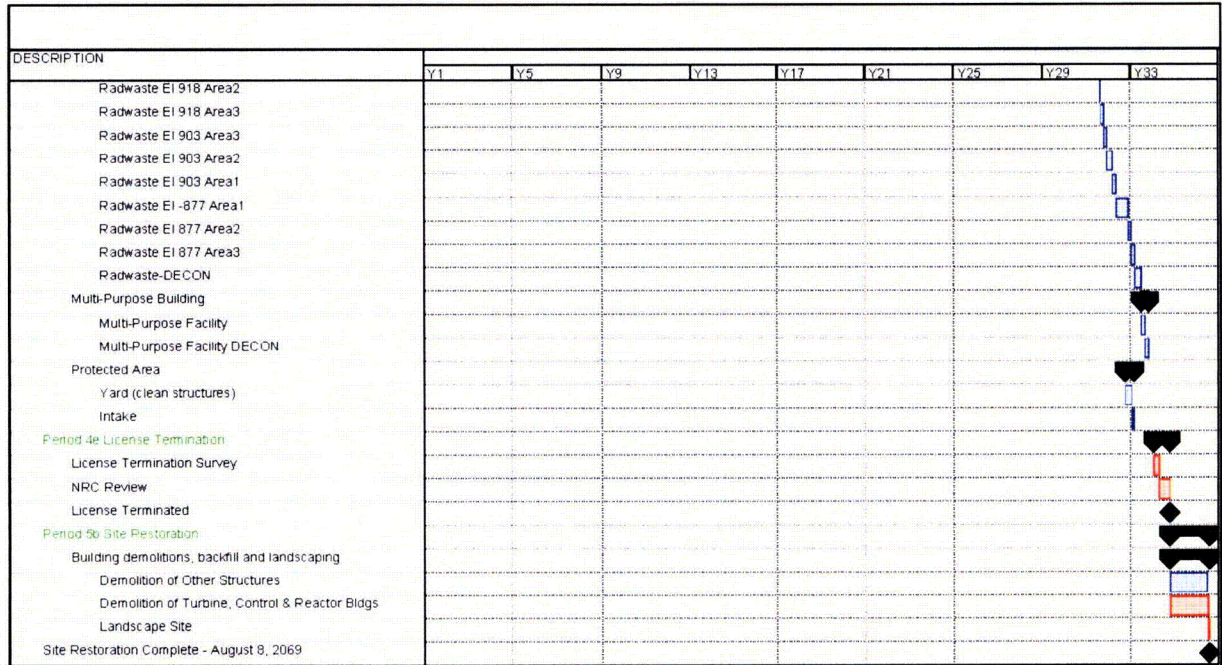 DESCRIPTION
Y1 Y5 Y9 Y13 Y17 Y21 Y25 Y29 Y33
Radwaste El 918 Area2
Radwaste El 918 Area3
Radwaste El 903 Area3
Radwaste El 903 Area2
Radwaste El 903 Area1
Radwaste El -877 Area1
Radwaste El 877 Area2
Radwaste El 877 Area3
Radwaste-DECON
Multi-Purpose Building
Multi-Purpose Facility
Multi-Purpose Facility DECON
Protected Area
Yard (clean structures)
Intake
Period 4e License Termination
License Termination Survey
NRC Review
License Terminated
Period 5b Site Restoration
Building demolitions, backfill and landscaping
Demolition of Other Structures
Demolition of Turbine, Control & Reactor Bldgs
Landscape Site
Site Restoration Complete - August 8, 2069